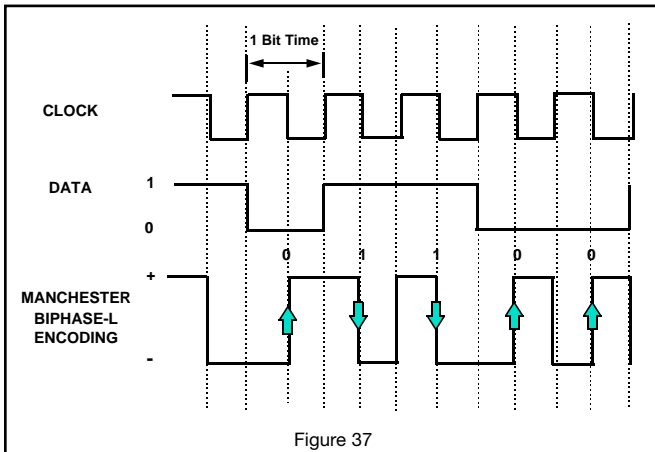 1 Bit Time
CLOCK
DATA
1
0
0 1 1 0 0
MANCHESTER
BIPHASE-L
ENCODING
+
-
Figure 37